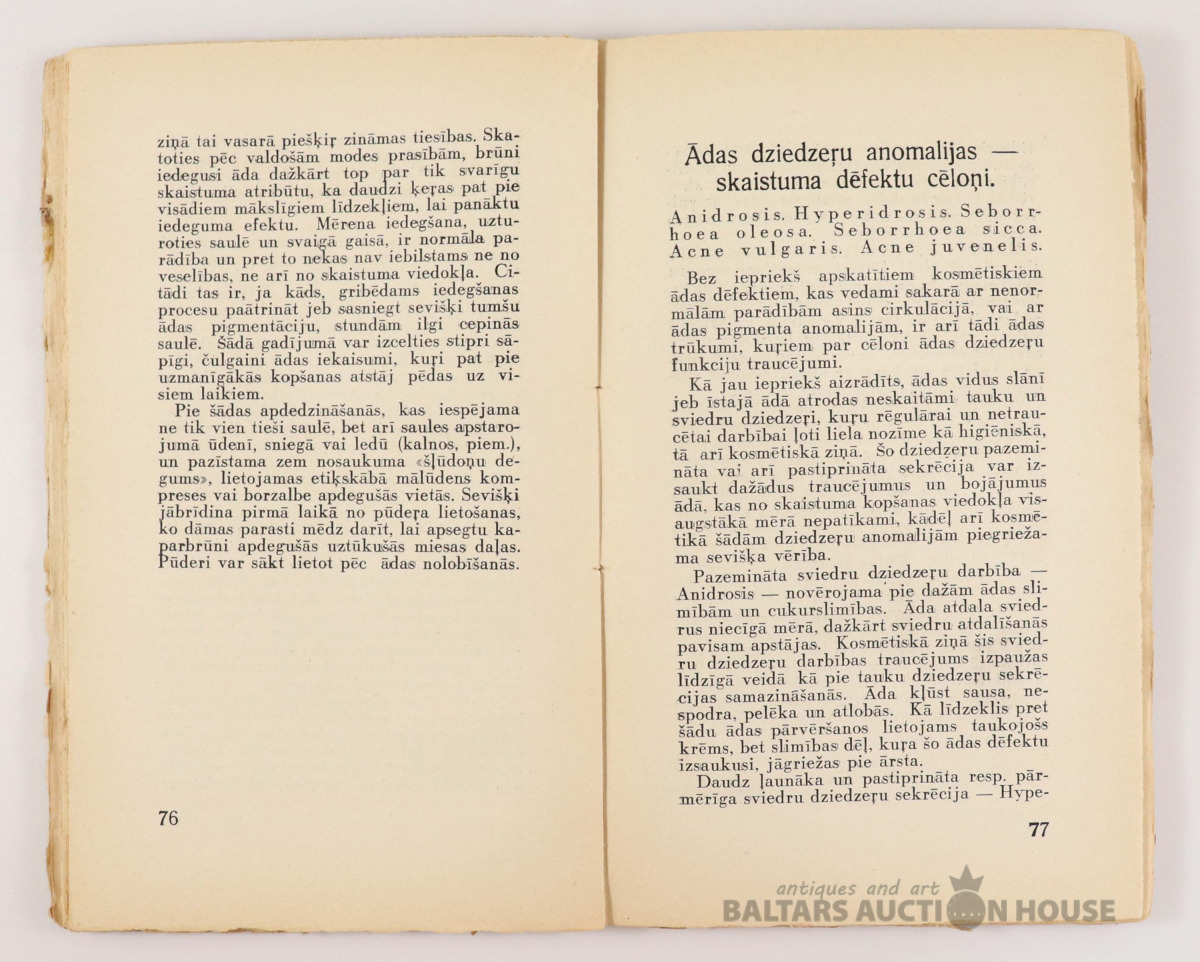 ziņā tai vasarā piešķiŗ zināmas tiesības. Ska-
toties pēc valdošām modes prasībām, brūni
iedegusi āda dažkārt top par tik svarīgu
skaistuma atribūtu, ka daudzi ķeŗas pat pie
visādiem mākslīgiem līdzekļiem, lai panāktu
iedeguma efektu. Mērena iedegšana, uztu-
roties saulē un svaigā gaisā, ir normāla pa-
rādība un pret to nekas nav iebilstams ne no
veselības, ne arī no skaistuma viedokļa. Ci-
tādi tas ir, ja kāds, gribēdams iedegšanas
procesu paātrināt jeb sasniegt sevišķi tumšu
ādas pigmentāciju, stundām ilgi cepinās
saulē. Šādā gadījumā var izcelties stipri sā-
pīgi, čulgaini ādas iekaisumi, kuŗi pat pie
uzmanīgākās kopšanas atstāj pēdas uz vi-
siem laikiem.
Pie šādas apdedzināšanās, kas iespējama
ne tik vien tieši saulē, bet arī saules apstaro-
jumā ūdenī, sniegā vai ledū (kalnos, piem.),
un pazīstama zem nosaukuma «šļūdoņu de-
gums», lietojamas etiķskābā mālūdens kom-
preses vai borzalbe apdegušās vietās. Sevišķi
jābrīdina pirmā laikā no pūdeŗa lietošanas,
ko dāmas parasti mēdz darīt, lai apsegtu ka-
parbrūni apdegušās uztūkušās miesas daļas.
Pūderi var sākt lietot pēc ādas nolobīšanās.
76
Ādas dziedzeŗu anomalijas —
skaistuma dēfektu cēloņi.
Anidrosis. Hyperidrosis. Seborr-
hoea oleosa. Seborrhoea sicca.
Acne vulgaris. Acne juvenelis.
Bez iepriekš apskatītiem kosmētiskiem
ādas dēfektiem, kas vedami sakarā ar nenor-
mālām parādībām asins cirkulācijā, vai ar
ādas pigmenta anomalijām, ir arī tādi ādas
trūkumi, kuŗiem par cēloni ādas dziedzeŗu
funkciju traucējumi.
Kā jau iepriekš aizrādīts, ādas vidus slānī
jeb īstajā ādā atrodas neskaitāmi tauku un
sviedru dziedzeŗi, kuŗu rēgulārai un netrau-
cētai darbībai ļoti liela nozīme kā higiēniskā,
tā arī kosmētiskā ziņā. Šo dziedzeŗu pazemi-
nāta vai arī pastiprināta sekrēcija var iz-
saukt dažādus traucējumus un bojājumus
ādā, kas no skaistuma kopšanas viedokļa vis-
augstākā mērā nepatīkami, kādēļ arī kosmē-
tikā šādām dziedzeŗu anomalijām piegrieža-
ma sevišķa vērība.
Pazemināta sviedru dziedzeŗu darbība —
Anidrosis — novērojama pie dažām ādas sli-
mībām un cukurslimības. Āda atdala svied-
rus niecīgā mērā, dažkārt sviedru atdalīšanās
pavisam apstājas. Kosmētiskā ziņā šis svied-
ru dziedzeŗu darbības traucējums izpaužas
līdzīgā veidā kā pie tauku dziedzeŗu sekrē-
cijas samazināšanās. Āda kļūst sausa, ne-
spodra, pelēka un atlobās. Kā līdzeklis pret
šādu ādas pārvēršanos lietojams taukojošs
krēms, bet slimības dēļ, kuŗa šo ādas dēfektu
izsaukusi, jāgriežas pie ārsta.
Daudz ļaunāka un pastiprināta resp. pār-
mērīga sviedru dziedzeŗu sekrēcija — Hype-
77
antiques and art
BALTARS AUCTION HOUSE